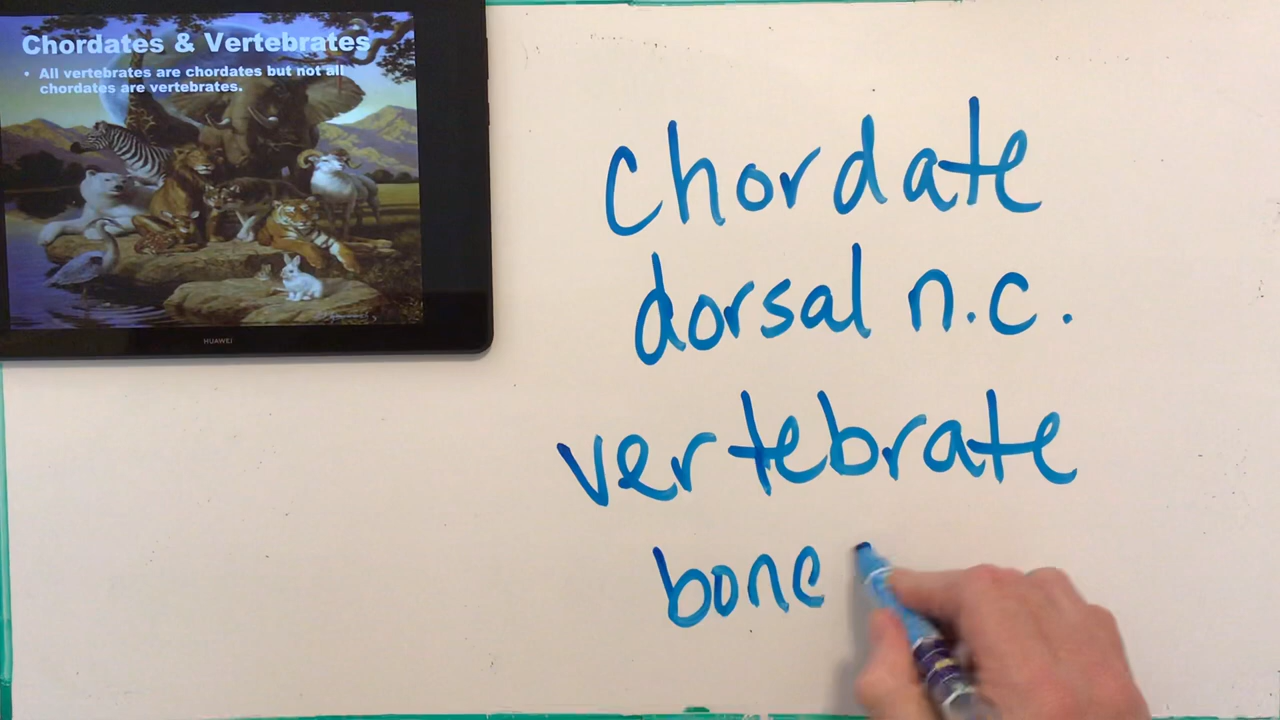 Chordates & Vertebrates
• All vertebrates are chordates but not all
chordates are vertebrates.
HUAWEI
Chordate
dorsal n.c.
vertebrate
bone